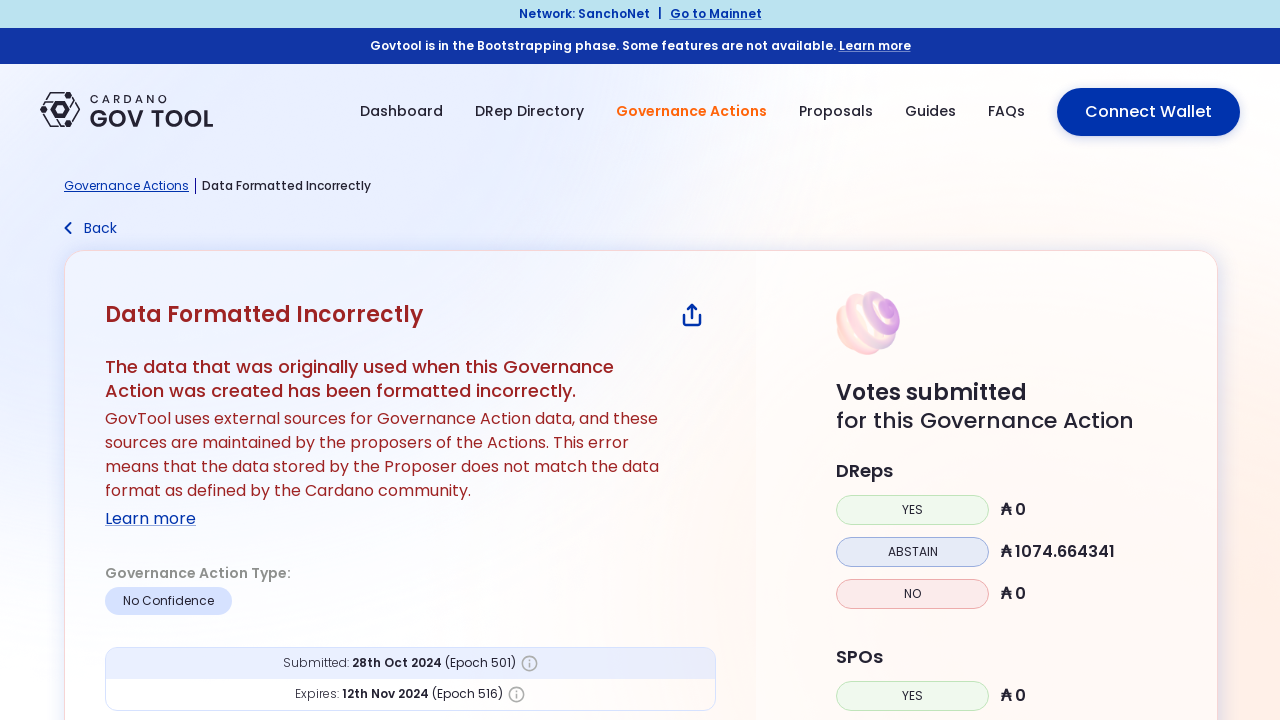 Network: SanchoNet | Go to Mainnet
Govtool is in the Bootstrapping phase. Some features are not available. Learn more
CARDANO
GOV TOOL
Dashboard
DRep Directory
Governance Actions
Proposals
Guides
FAQs
Connect Wallet
Governance Actions | Data Formatted Incorrectly
Back
Data Formatted Incorrectly
The data that was originally used when this Governance
Action was created has been formatted incorrectly.
GovTool uses external sources for Governance Action data, and these
sources are maintained by the proposers of the Actions. This error
means that the data stored by the Proposer does not match the data
format as defined by the Cardano community.
Learn more
Governance Action Type:
No Confidence
Submitted: 28th Oct 2024 (Epoch 501)
Expires: 12th Nov 2024 (Epoch 516)
Votes submitted
for this Governance Action
DReps
YES ₳ 0
ABSTAIN ₳ 1074.664341
NO ₳ 0
SPOs
YES ₳ 0